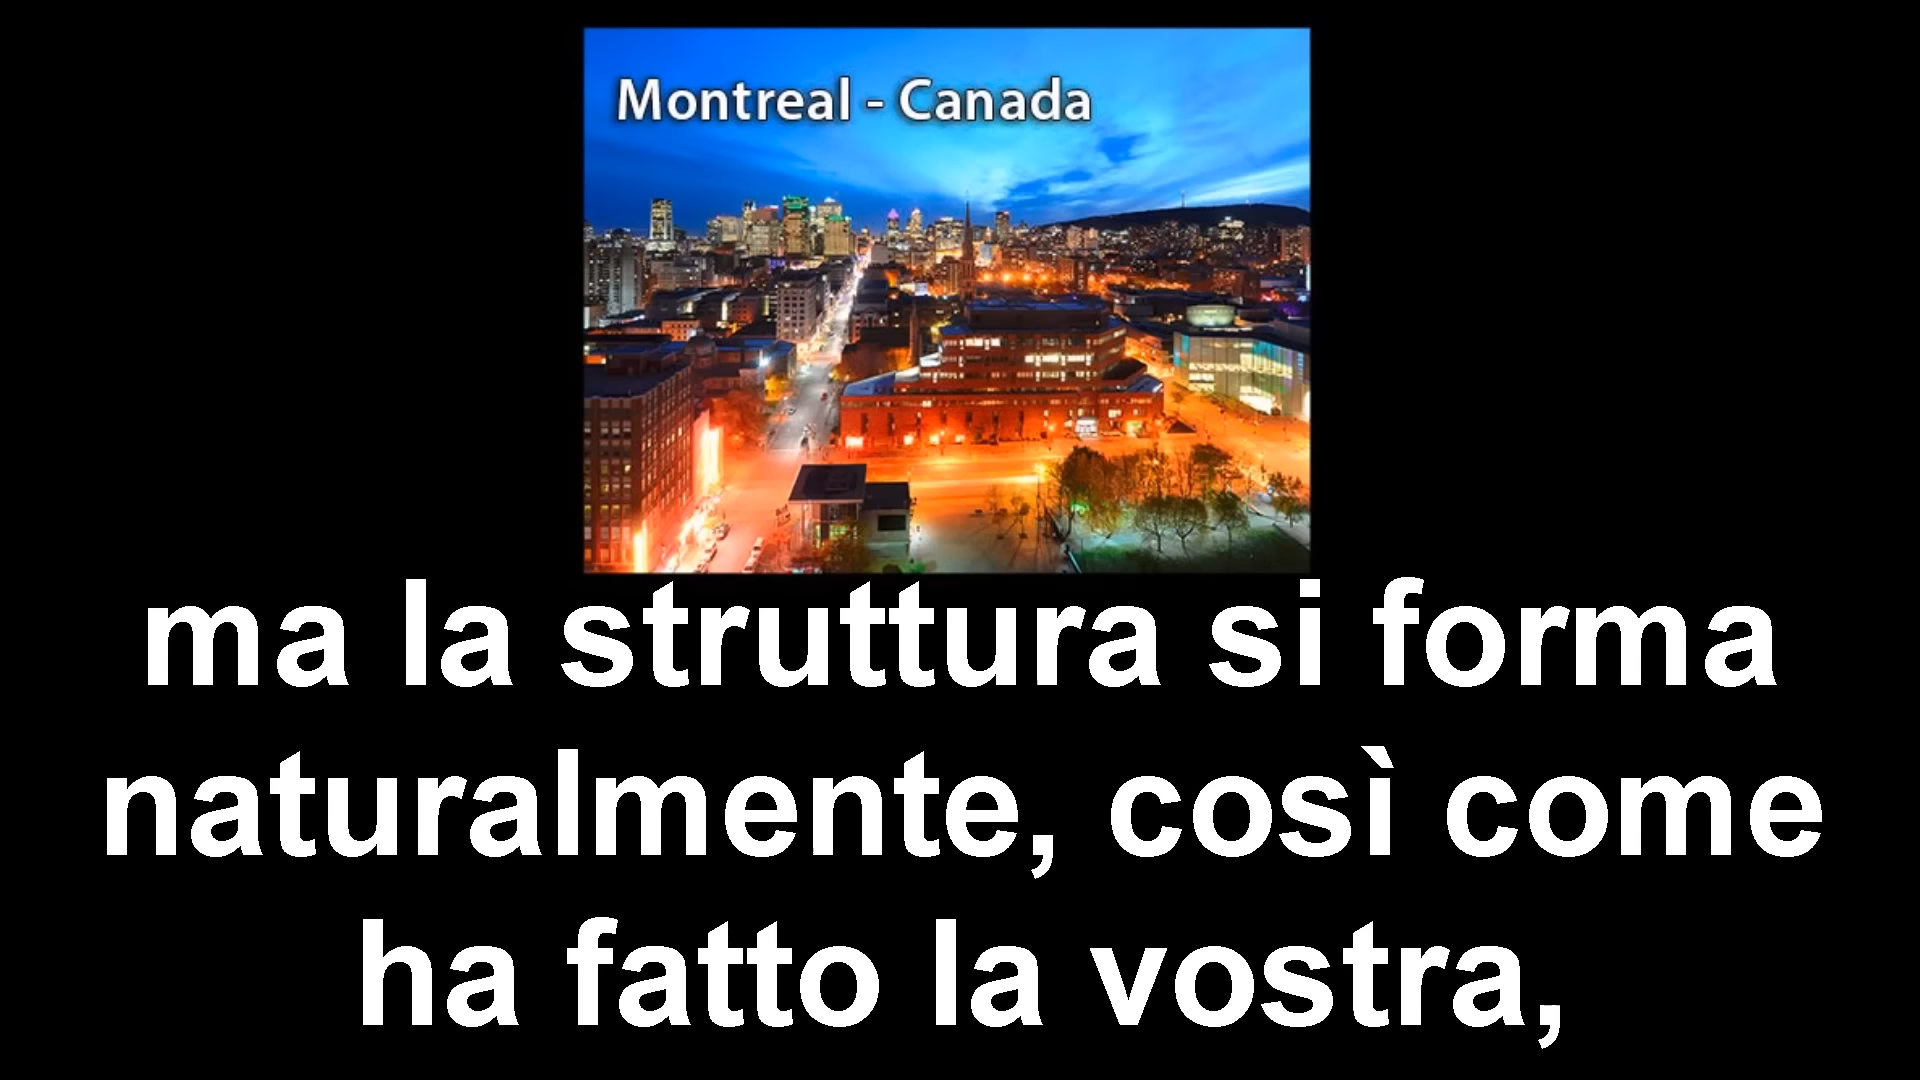 Montreal - Canada
ma la struttura si forma
naturalmente, così come
ha fatto la vostra,